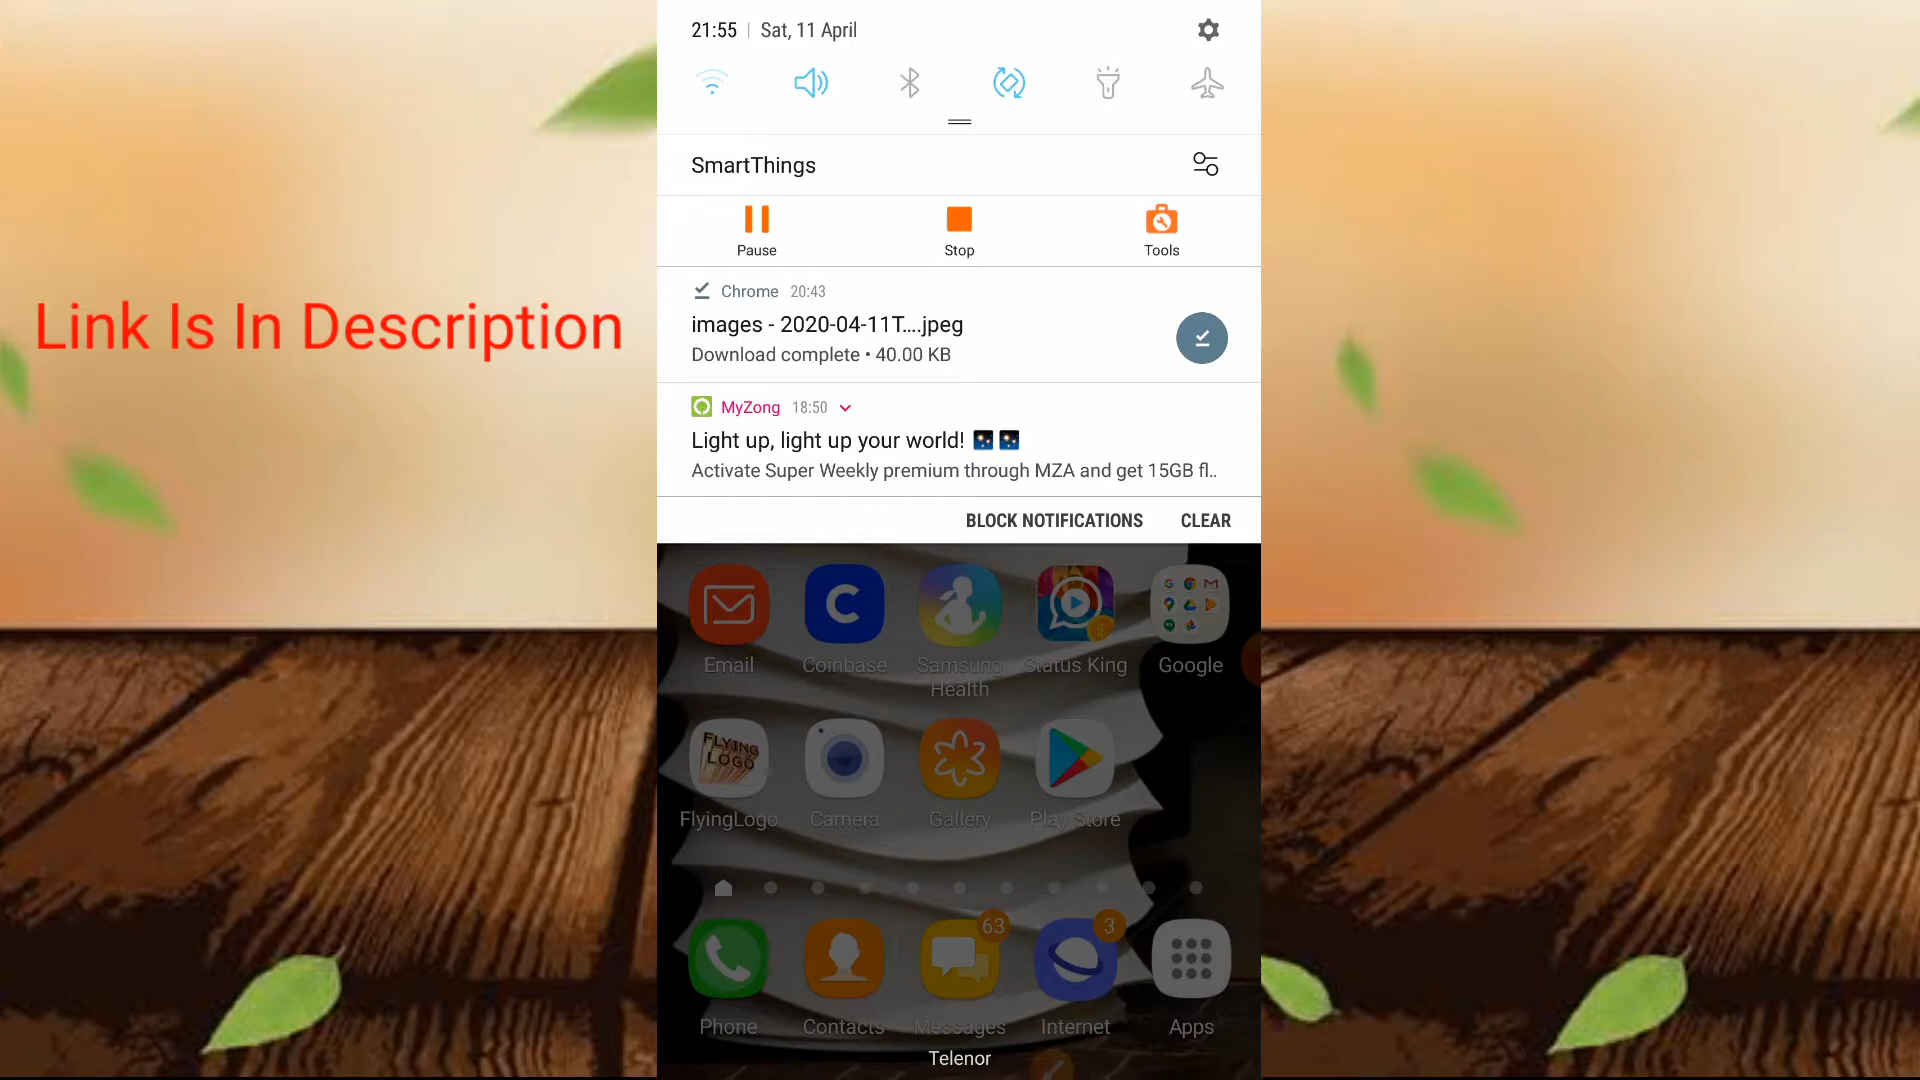 21:55 | Sat, 11 April
SmartThings
Pause
Stop
Tools
Chrome 20:43
images - 2020-04-11T....jpeg
Download complete • 40.00 KB
MyZong 18:50
Light up, light up your world!
Activate Super Weekly premium through MZA and get 15GB fl..
BLOCK NOTIFICATIONS CLEAR
Link Is In Description
Email
Coinbase
Samsung
Health
Status King
Google
FLYING
LOGO
FlyingLogo
Camera
Gallery
Play Store
63
3
Phone
Contacts
Messages
Internet
Apps
Telenor